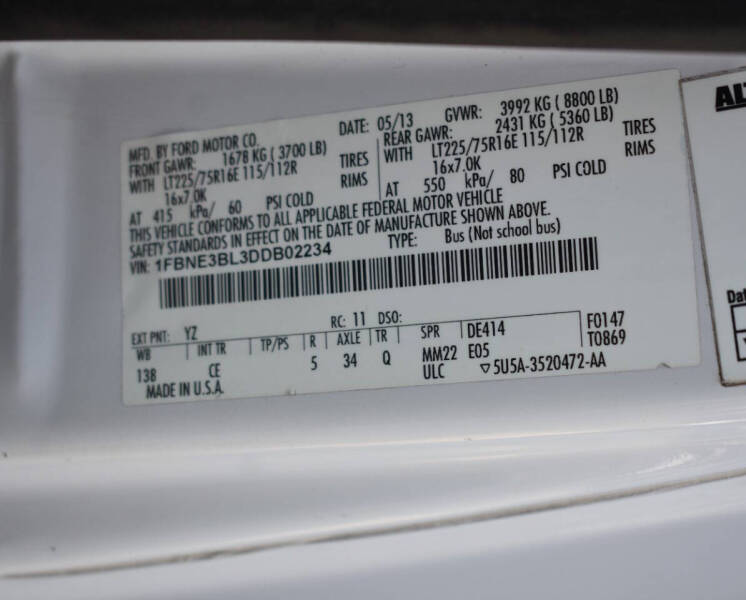 MFD. BY FORD MOTOR CO. DATE: 05/13 GVWR: 3992 KG ( 8800 LB)
FRONT GAWR: 1678 KG ( 3700 LB) REAR GAWR: 2431 KG ( 5360 LB)
WITH LT225/75R16E 115/112R TIRES WITH LT225/75R16E 115/112R TIRES
16x7.0K RIMS 16x7.0K RIMS
AT 415 kPa/ 60 PSI COLD AT 550 kPa/ 80 PSI COLD
THIS VEHICLE CONFORMS TO ALL APPLICABLE FEDERAL MOTOR VEHICLE
SAFETY STANDARDS IN EFFECT ON THE DATE OF MANUFACTURE SHOWN ABOVE.
VIN: 1FBNE3BL3DDB02234 TYPE: Bus (Not school bus)
EXT PNT: YZ RC: 11 DSO: F0147
WB INT TR TP/PS R AXLE TR SPR DE414 T0869
138 CE 5 34 Q MM22 E05
MADE IN U.S.A. ULC ▽5U5A-3520472-AA